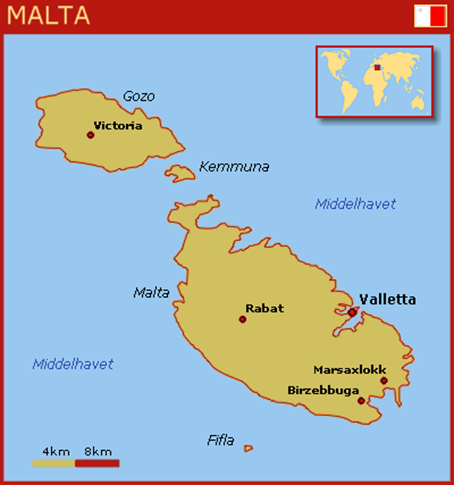 MALTA
Gozo
Victoria
Kemmuna
Middelhavet
Malta
Valletta
Rabat
Middelhavet
Marsaxlokk
Birzebbuga
Fifla
4km 8km